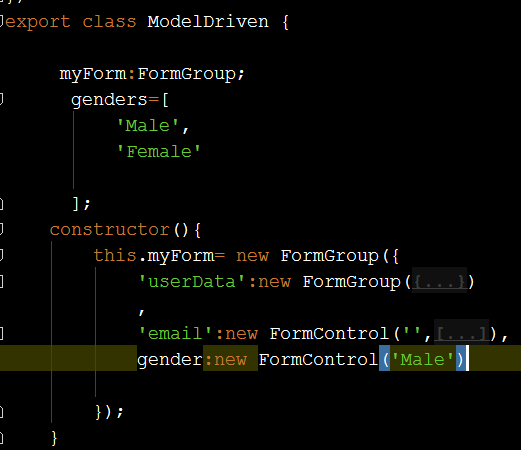 };
export class ModelDriven {
myForm:FormGroup;
genders=[
'Male',
'Female'
];
constructor(){
this.myForm= new FormGroup({
'userData':new FormGroup({...})
,
'email':new FormControl('',[...]),
gender:new FormControl('Male')
});
}